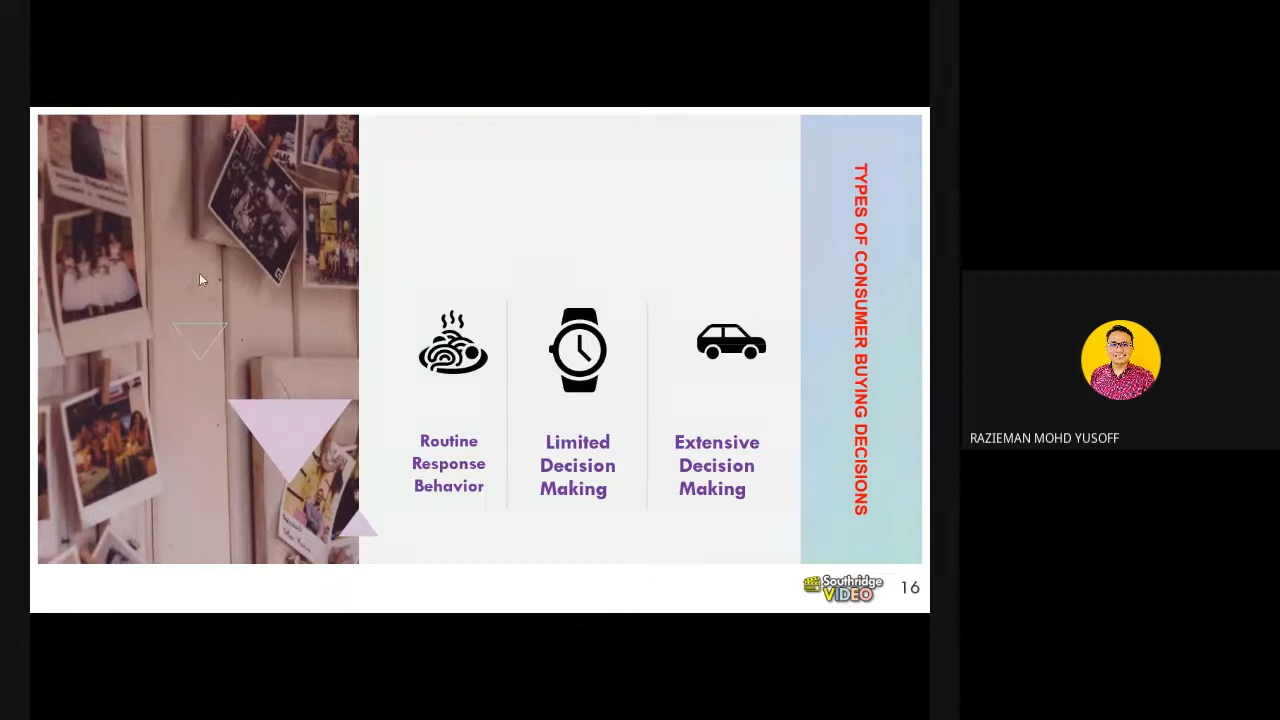 TYPES OF CONSUMER BUYING DECISIONS
Routine
Response
Behavior
Limited
Decision
Making
Extensive
Decision
Making
Southridge
VIDEO
16
RAZIEMAN MOHD YUSOFF